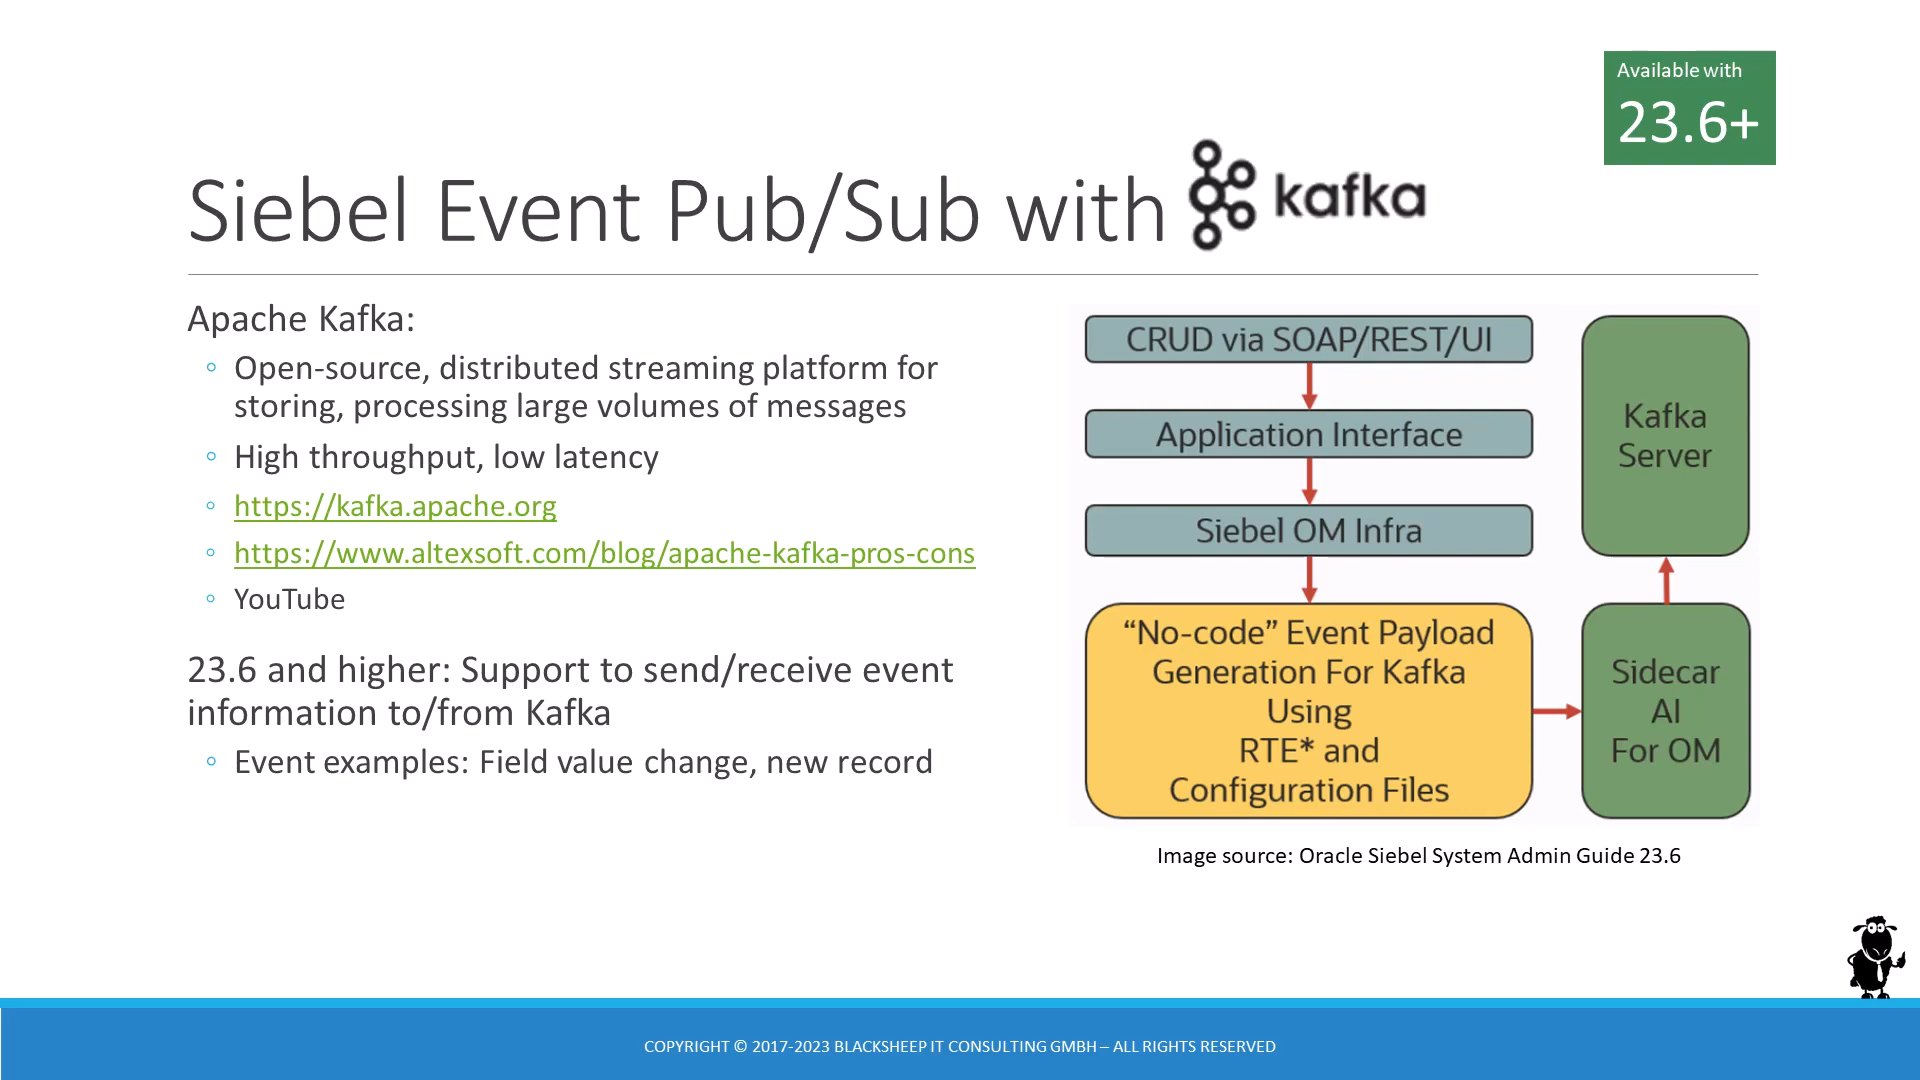 Available with
23.6+
Siebel Event Pub/Sub with kafka
Apache Kafka:
Open-source, distributed streaming platform for
storing, processing large volumes of messages
High throughput, low latency
https://kafka.apache.org
https://www.altexsoft.com/blog/apache-kafka-pros-cons
YouTube
23.6 and higher: Support to send/receive event
information to/from Kafka
Event examples: Field value change, new record
CRUD via SOAP/REST/UI
Application Interface
Siebel OM Infra
“No-code” Event Payload
Generation For Kafka
Using
RTE* and
Configuration Files
Kafka
Server
Sidecar
AI
For OM
Image source: Oracle Siebel System Admin Guide 23.6
COPYRIGHT © 2017-2023 BLACKSHEEP IT CONSULTING GMBH – ALL RIGHTS RESERVED